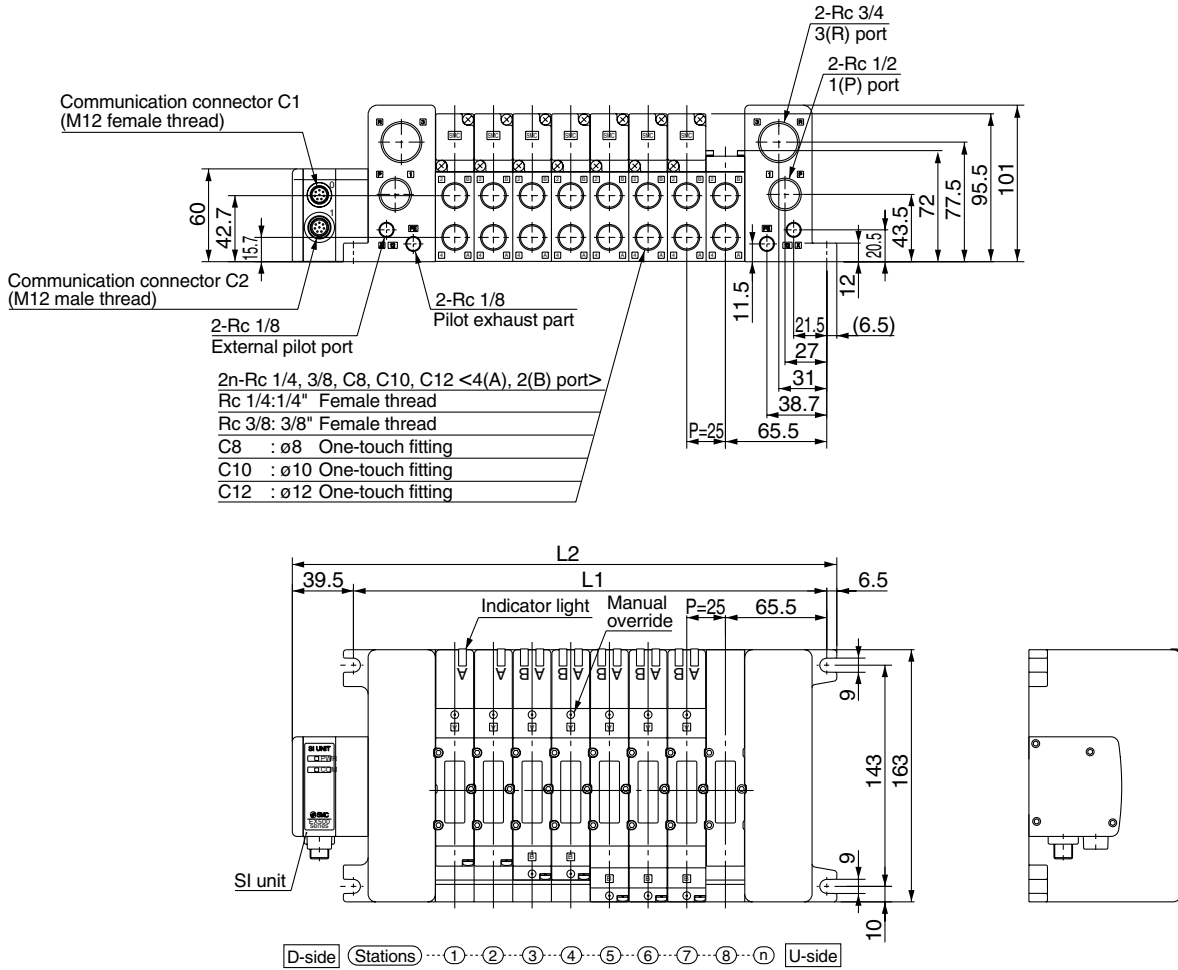 2-Rc 3/4
3(R) port
2-Rc 1/2
1(P) port
Communication connector C1
(M12 female thread)
60
42.7
15.7
Communication connector C2
(M12 male thread)
2-Rc 1/8
External pilot port
2-Rc 1/8
Pilot exhaust part
2n-Rc 1/4, 3/8, C8, C10, C12 <4(A), 2(B) port>
Rc 1/4:1/4" Female thread
Rc 3/8: 3/8" Female thread
C8 : ø8 One-touch fitting
C10 : ø10 One-touch fitting
C12 : ø12 One-touch fitting
11.5
12
20.5
43.5
72
77.5
95.5
101
21.5
(6.5)
27
31
38.7
P=25
65.5
L2
39.5
L1
6.5
Indicator light
Manual
override
P=25
65.5
SI UNIT
PWR
COM
SMC
EX500
series
SI unit
9
143
163
9
10
D-side Stations 1 2 3 4 5 6 7 8 n U-side